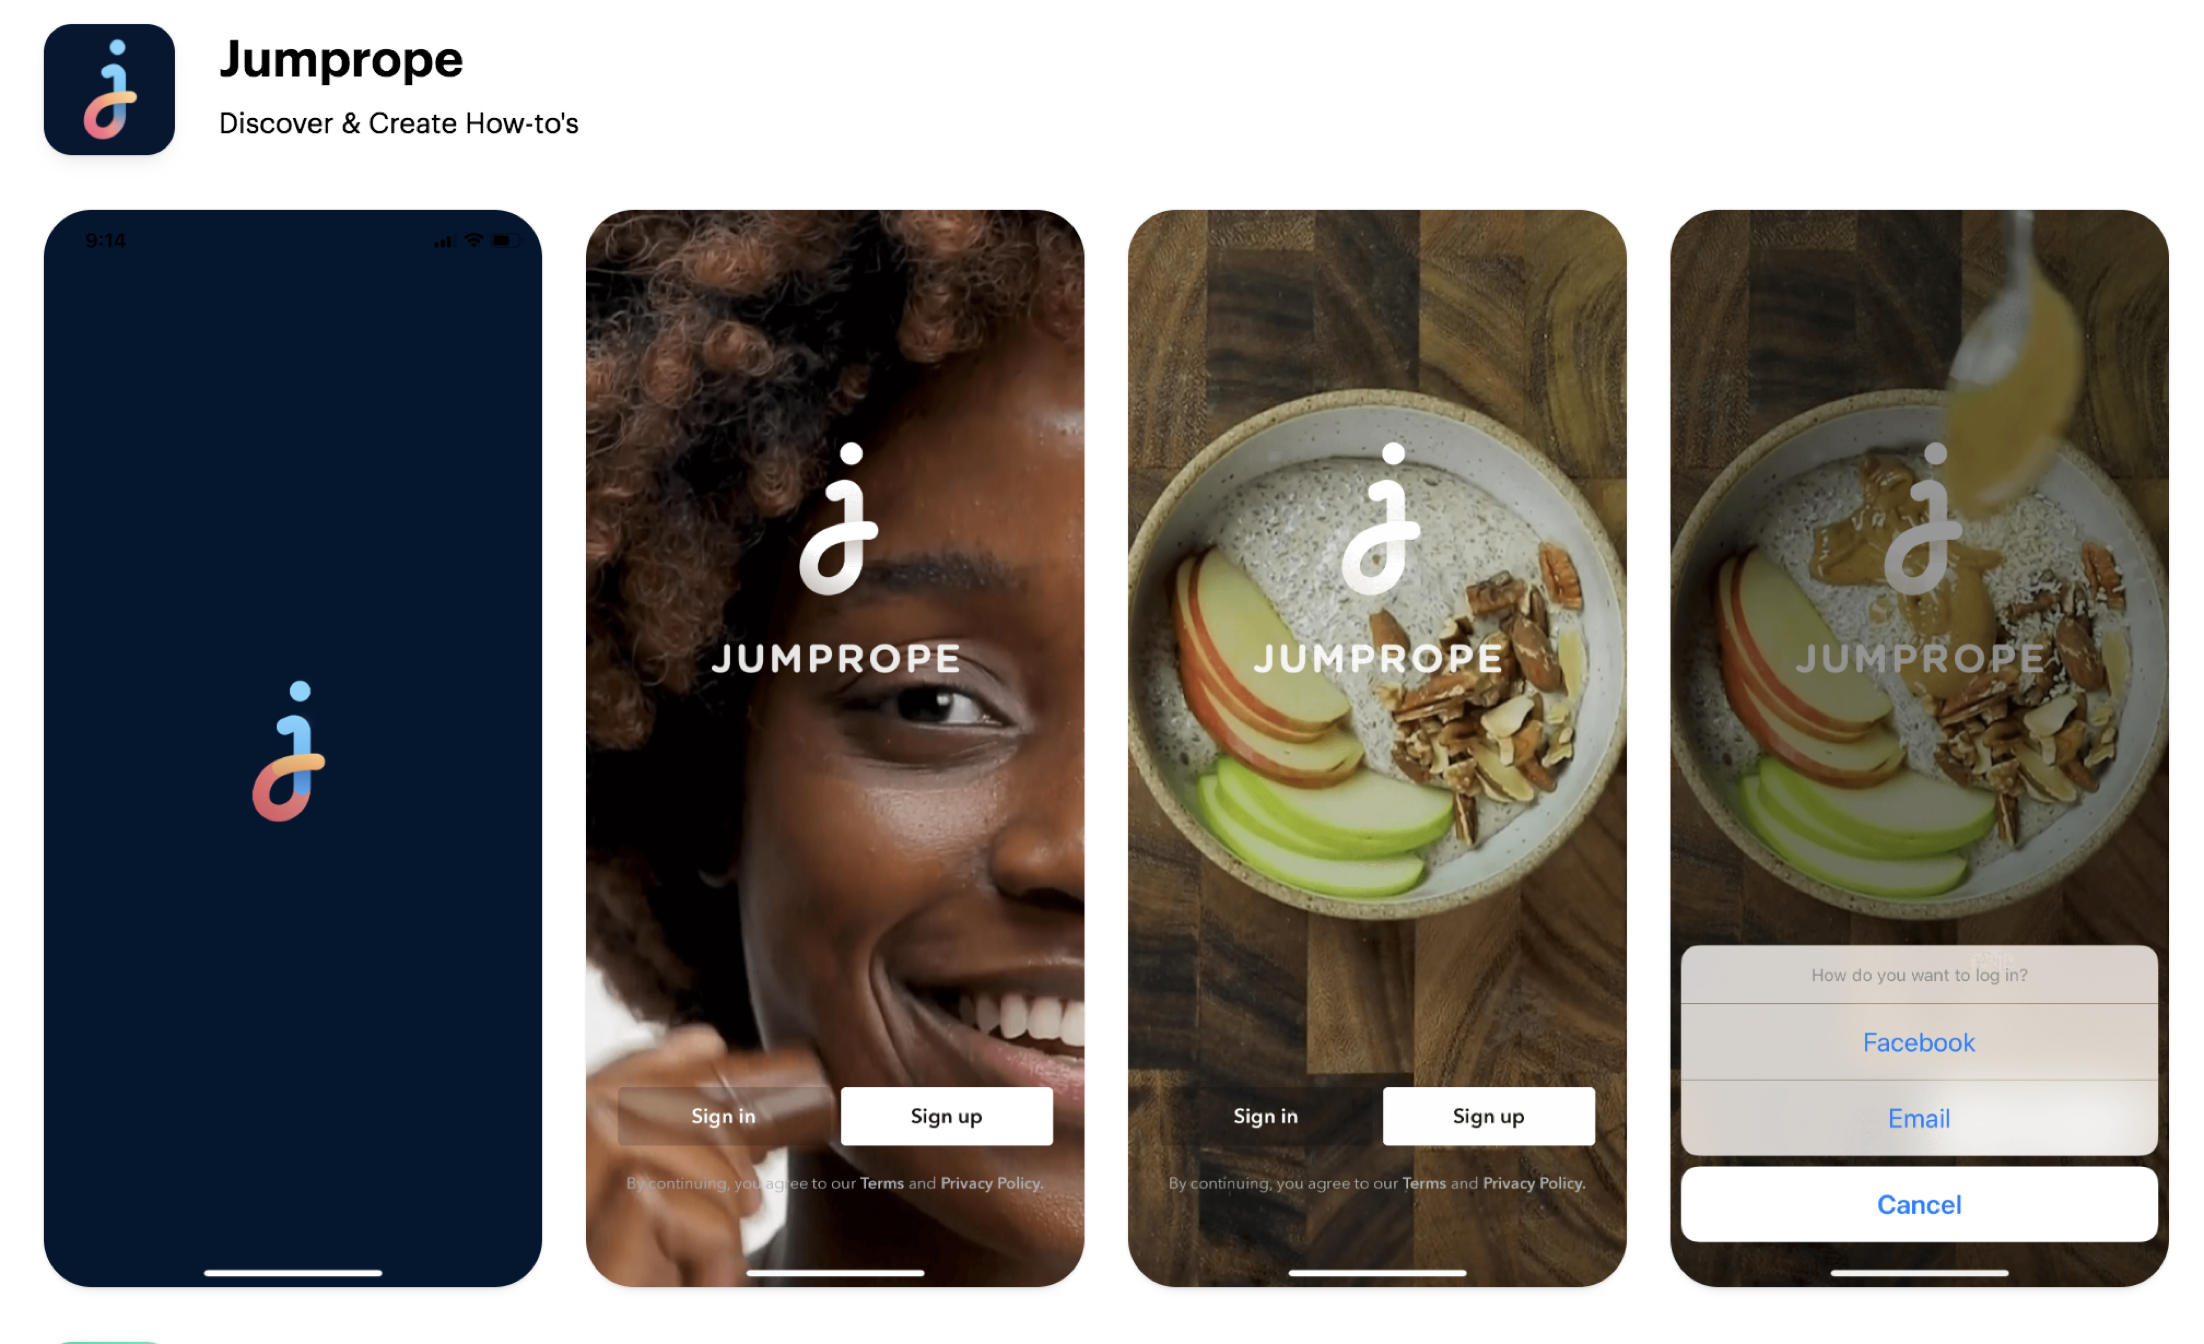 Jumprope
Discover & Create How-to's
9:14
JUMPROPE
Sign in
Sign up
By continuing, you agree to our Terms and Privacy Policy.
JUMPROPE
Sign in
Sign up
By continuing, you agree to our Terms and Privacy Policy.
JUMPROPE
How do you want to log in?
Facebook
Email
Cancel